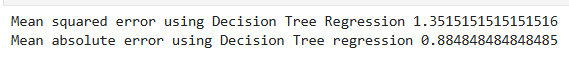 Mean squared error using Decision Tree Regression 1.3515151515151516
Mean absolute error using Decision Tree regression 0.884848484848485